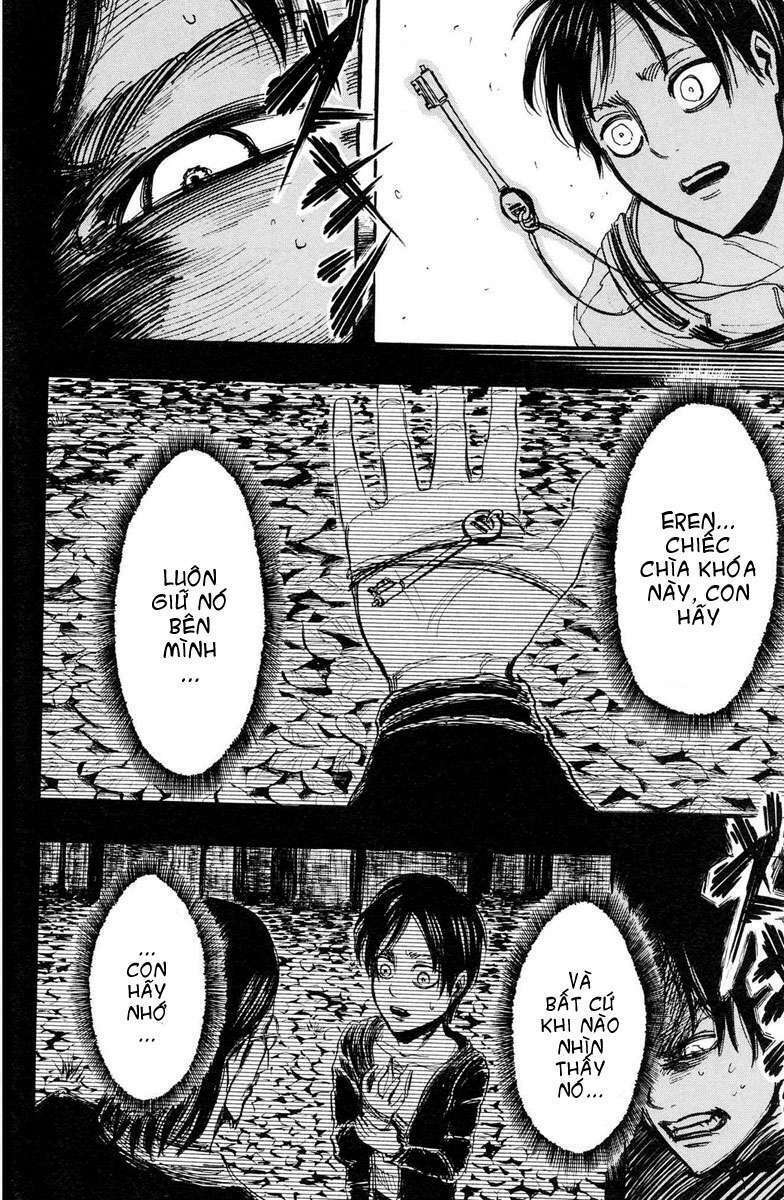 EREN...
CHIẾC
CHÌA KHÓA
NÀY, CON
HÃY
LUÔN
GIỮ NÓ
BÊN
MÌNH
...
VÀ
BẤT CỨ
KHI NÀO
NHÌN
THẤY
NÓ...
...
CON
HÃY
NHỚ
...